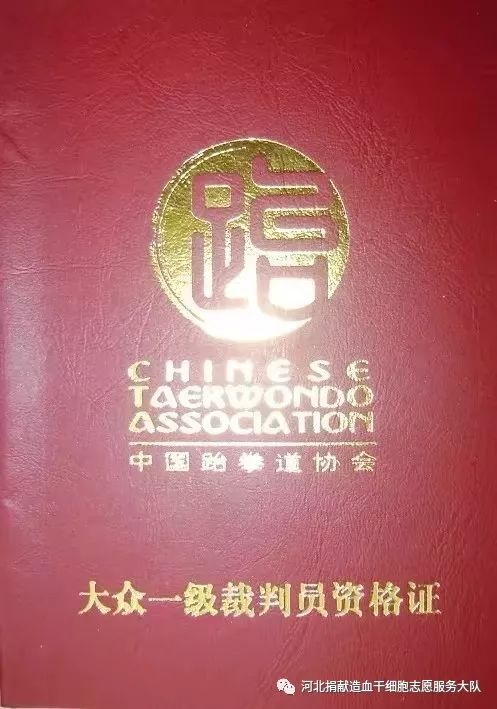 跆
CHINESE
TAEKWONDO
ASSOCIATION
中国跆拳道协会
大众一级裁判员资格证
河北捐献造血干细胞志愿服务大队